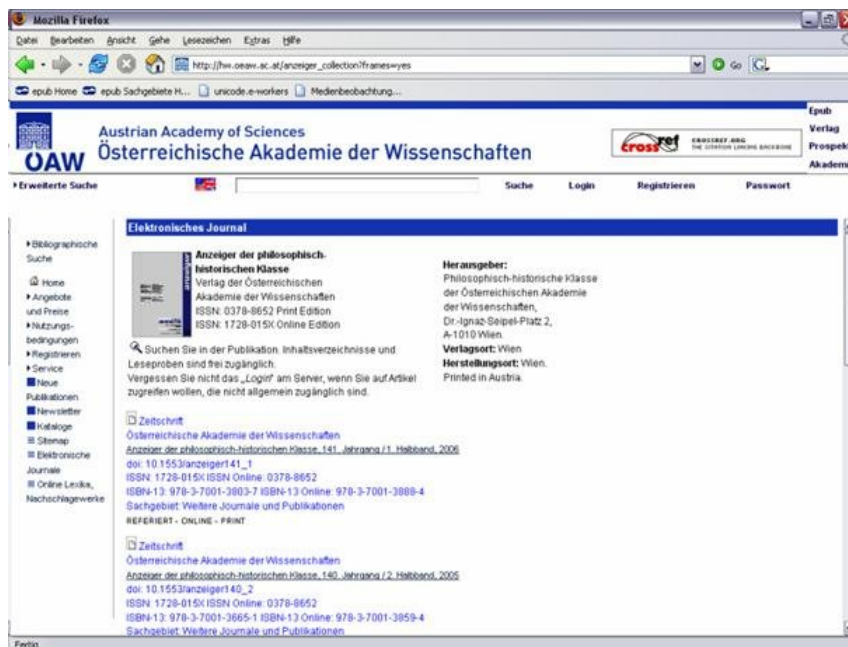 Mozilla Firefox
Datei Bearbeiten Ansicht Gehe Lesezeichen Extras Hilfe
http://hw.oeaw.ac.at/anzeiger_collection?frames=yes
Go
epub Home epub Sachgebiete H... unicode.e-workers Medienbeobachtung...
Austrian Academy of Sciences
ÖAW Österreichische Akademie der Wissenschaften
crossref CROSSREF.ORG
THE CITATION LINKING BACKBONE
Epub
Verlag
Prospekt
Akademi
Erweiterte Suche Suche Login Registrieren Passwort
Elektronisches Journal
Bibliographische
Suche
Home
Angebote
und Preise
Nutzungs-
bedingungen
Registrieren
Service
Neue
Publikationen
Newsletter
Kataloge
Sitemap
Elektronische
Journale
Online Lexika,
Nachschlagewerke
Anzeiger der philosophisch-
historischen Klasse
Verlag der Österreichischen
Akademie der Wissenschaften
ISSN: 0378-8652 Print Edition
ISSN: 1728-015X Online Edition
Suchen Sie in der Publikation. Inhaltsverzeichnisse und
Leseproben sind frei zugänglich.
Vergessen Sie nicht das „Login" am Server, wenn Sie auf Artikel
zugreifen wollen, die nicht allgemein zugänglich sind.
Herausgeber:
Philosophisch-historische Klasse
der Österreichischen Akademie
der Wissenschaften,
Dr.-Ignaz-Seipel-Platz 2,
A-1010 Wien.
Verlagsort: Wien
Herstellungsort: Wien.
Printed in Austria.
Zeitschrift
Österreichische Akademie der Wissenschaften
Anzeiger der philosophisch-historischen Klasse, 141. Jahrgang / 1. Halbband, 2006
doi: 10.1553/anzeiger141_1
ISSN: 1728-015X ISSN Online: 0378-8652
ISBN-13: 978-3-7001-3803-7 ISBN-13 Online: 978-3-7001-3888-4
Sachgebiet: Weitere Journale und Publikationen
REFERIERT - ONLINE - PRINT
Zeitschrift
Österreichische Akademie der Wissenschaften
Anzeiger der philosophisch-historischen Klasse, 140. Jahrgang / 2. Halbband, 2005
doi: 10.1553/anzeiger140_2
ISSN: 1728-015X ISSN Online: 0378-8652
ISBN-13: 978-3-7001-3665-1 ISBN-13 Online: 978-3-7001-3859-4
Sachgebiet: Weitere Journale und Publikationen
Fertig